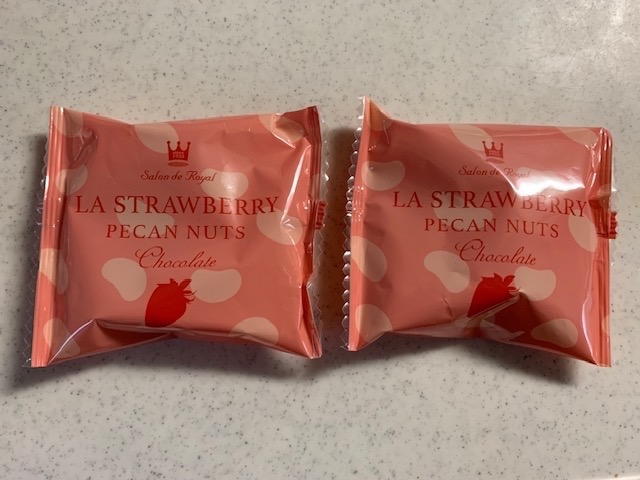 Salon de Royal
LA STRAWBERRY
PECAN NUTS
Chocolate
Salon de Royal
LA STRAWBERRY
PECAN NUTS
Chocolate